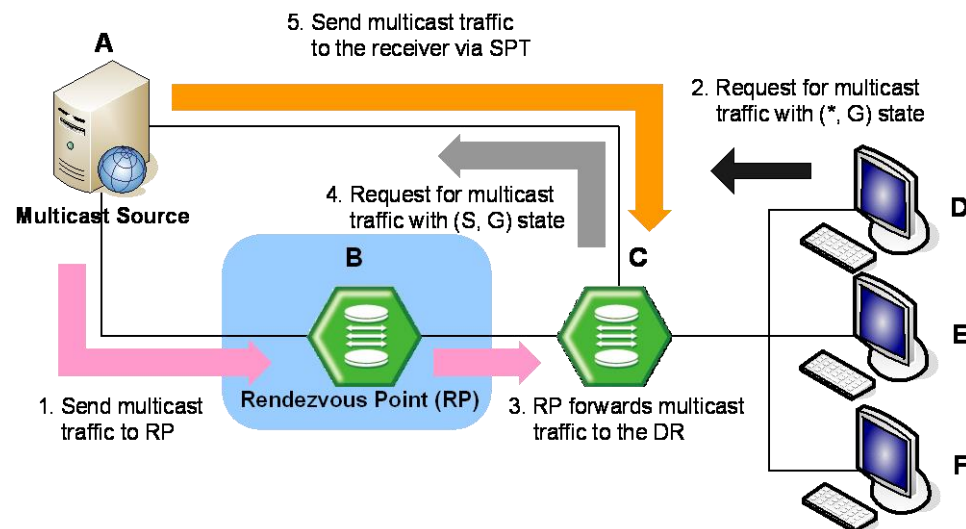 5. Send multicast traffic
to the receiver via SPT
A
2. Request for multicast
traffic with (*, G) state
4. Request for multicast
traffic with (S, G) state
Multicast Source
D
B
C
E
Rendezvous Point (RP)
1. Send multicast
traffic to RP
3. RP forwards multicast
traffic to the DR
F